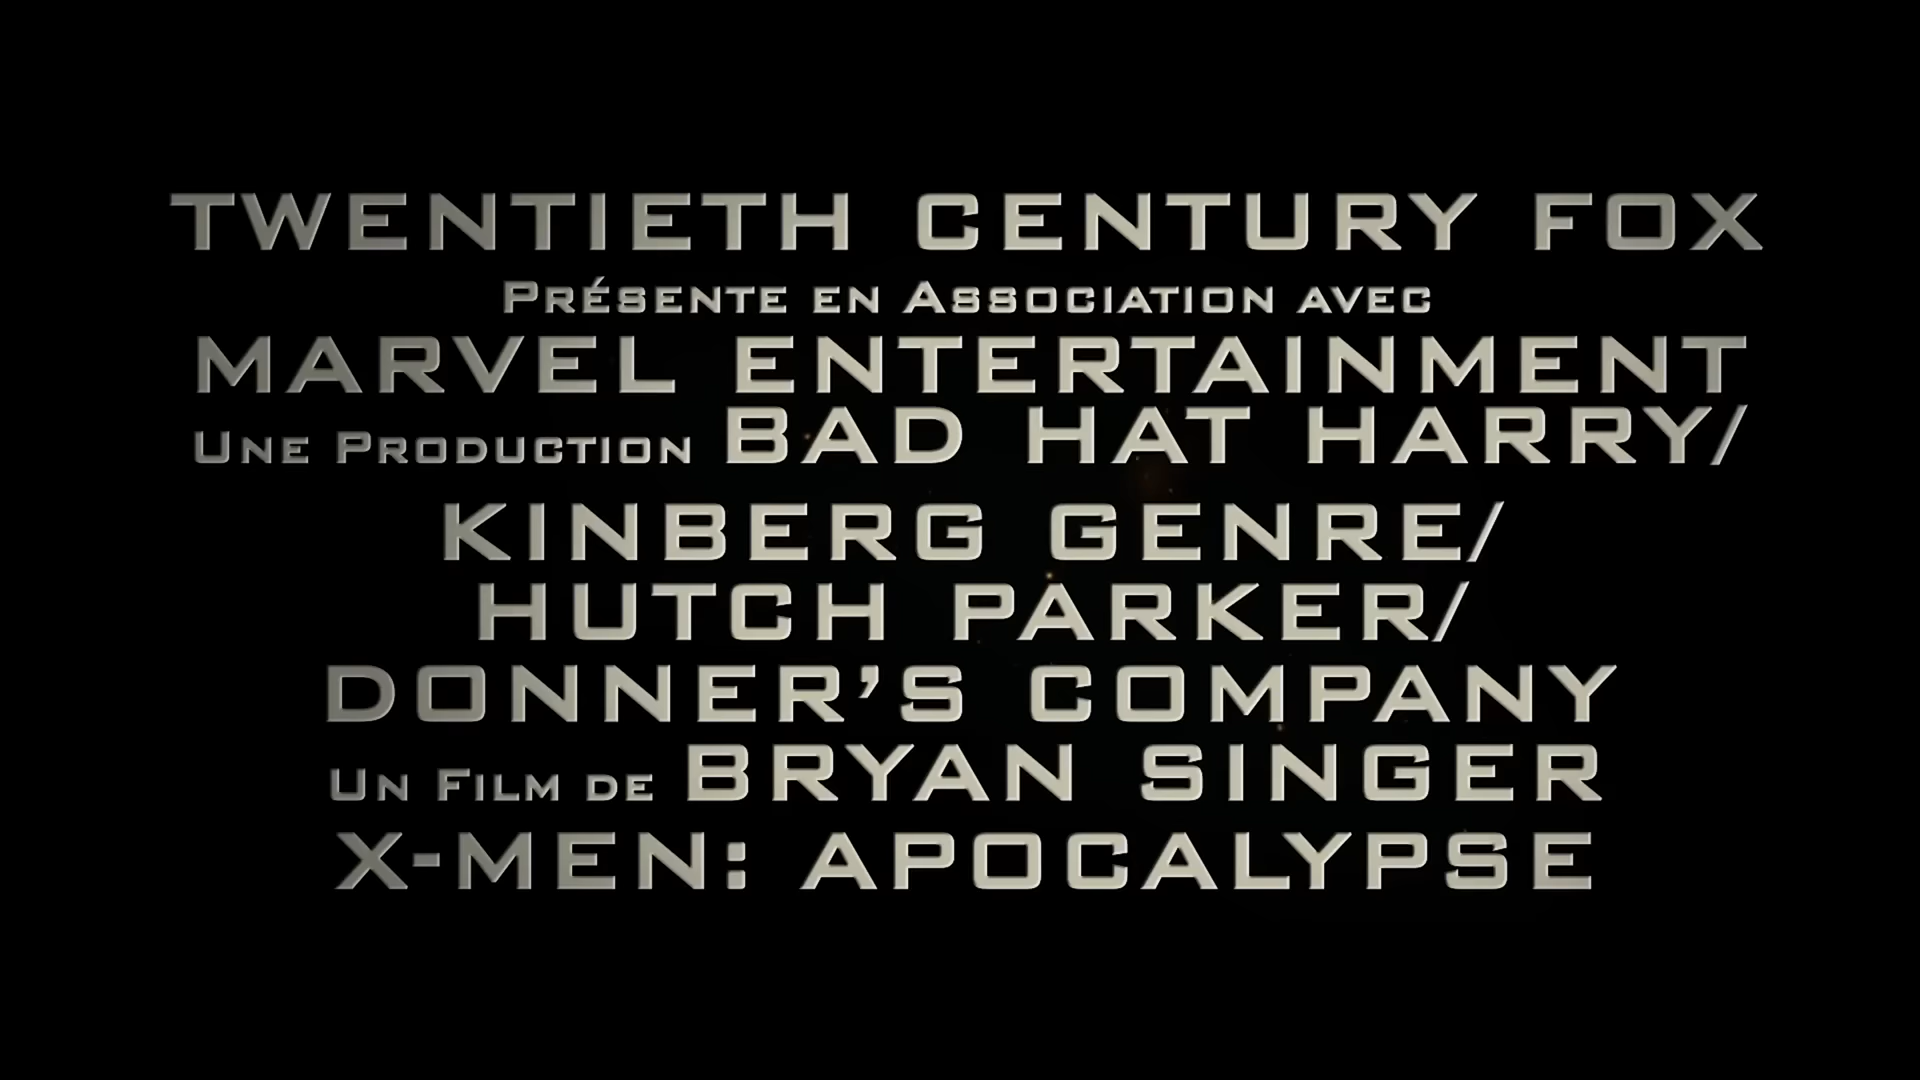 TWENTIETH CENTURY FOX
PRÉSENTE EN ASSOCIATION AVEC
MARVEL ENTERTAINMENT
UNE PRODUCTION BAD HAT HARRY/
KINBERG GENRE/
HUTCH PARKER/
DONNER'S COMPANY
UN FILM DE BRYAN SINGER
X-MEN: APOCALYPSE